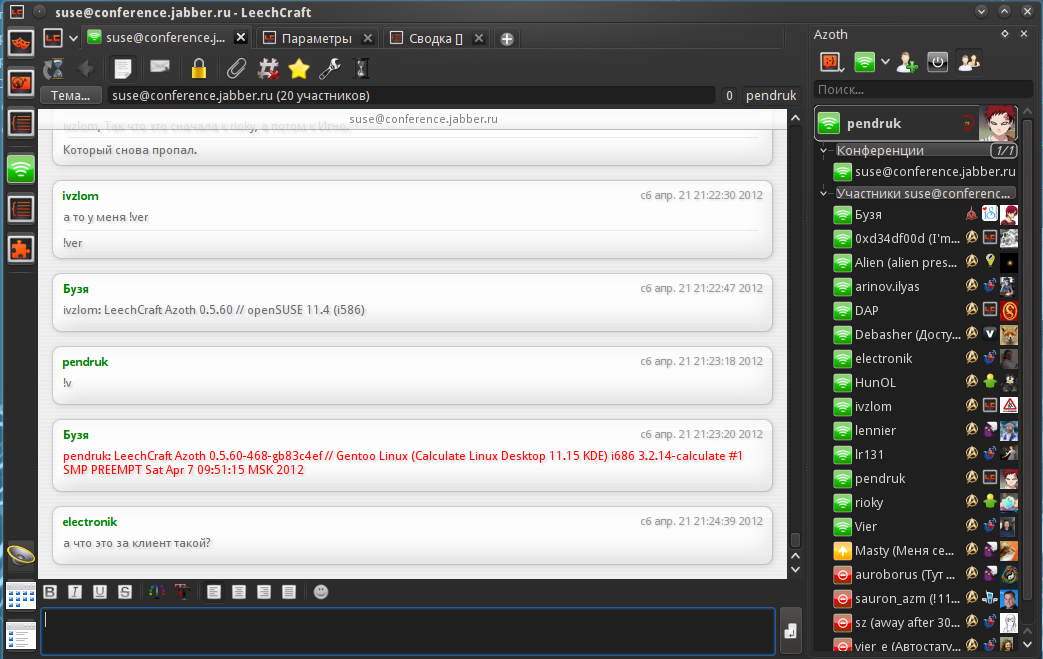 suse@conference.jabber.ru - LeechCraft
suse@conference.j...
Параметры
Сводка []
Тема...
suse@conference.jabber.ru (20 участников)
0
pendruk
suse@conference.jabber.ru
ivzlom, Так что это сначала к rioky, а потом к Игно.
Который снова пропал.
ivzlom
сб апр. 21 21:22:30 2012
а то у меня !ver
!ver
Бузя
сб апр. 21 21:22:47 2012
ivzlom: LeechCraft Azoth 0.5.60 // openSUSE 11.4 (i586)
pendruk
сб апр. 21 21:23:18 2012
!v
Бузя
сб апр. 21 21:23:20 2012
pendruk: LeechCraft Azoth 0.5.60-468-gb83c4ef // Gentoo Linux (Calculate Linux Desktop 11.15 KDE) i686 3.2.14-calculate #1
SMP PREEMPT Sat Apr 7 09:51:15 MSK 2012
electronik
сб апр. 21 21:24:39 2012
а что это за клиент такой?
B I U S
Azoth
Поиск...
pendruk
Конференции
1/1
suse@conference.jabber.ru
Участники suse@conferenc...
Бузя
0xd34df00d (I'm...
Alien (alien pres...
arinov.ilyas
DAP
Debasher (Досту...
electronik
HunOL
ivzlom
lennier
lr131
pendruk
rioky
Vier
Masty (Меня се...
auroborus (Тут ...
sauron_azm (!11...
sz (away after 30...
vier_e (Автостату...